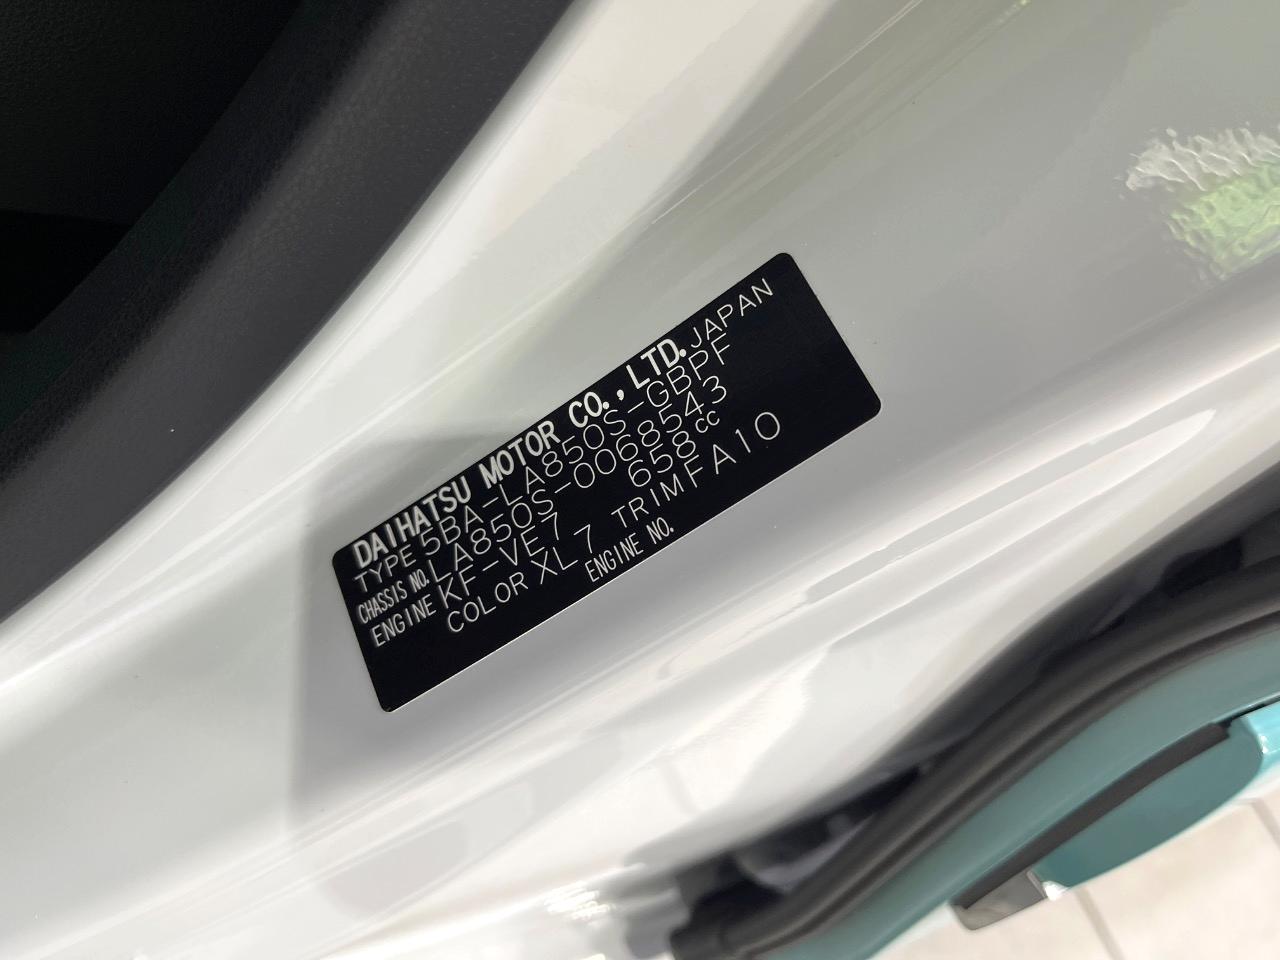 DAIHATSU MOTOR CO., LTD. JAPAN
TYPE 5BA-LA850S-GBPF
CHASSIS NO. LA850S-0068543
ENGINE KF-VE7 658cc
COLOR XL7 TRIM FA10
ENGINE NO.